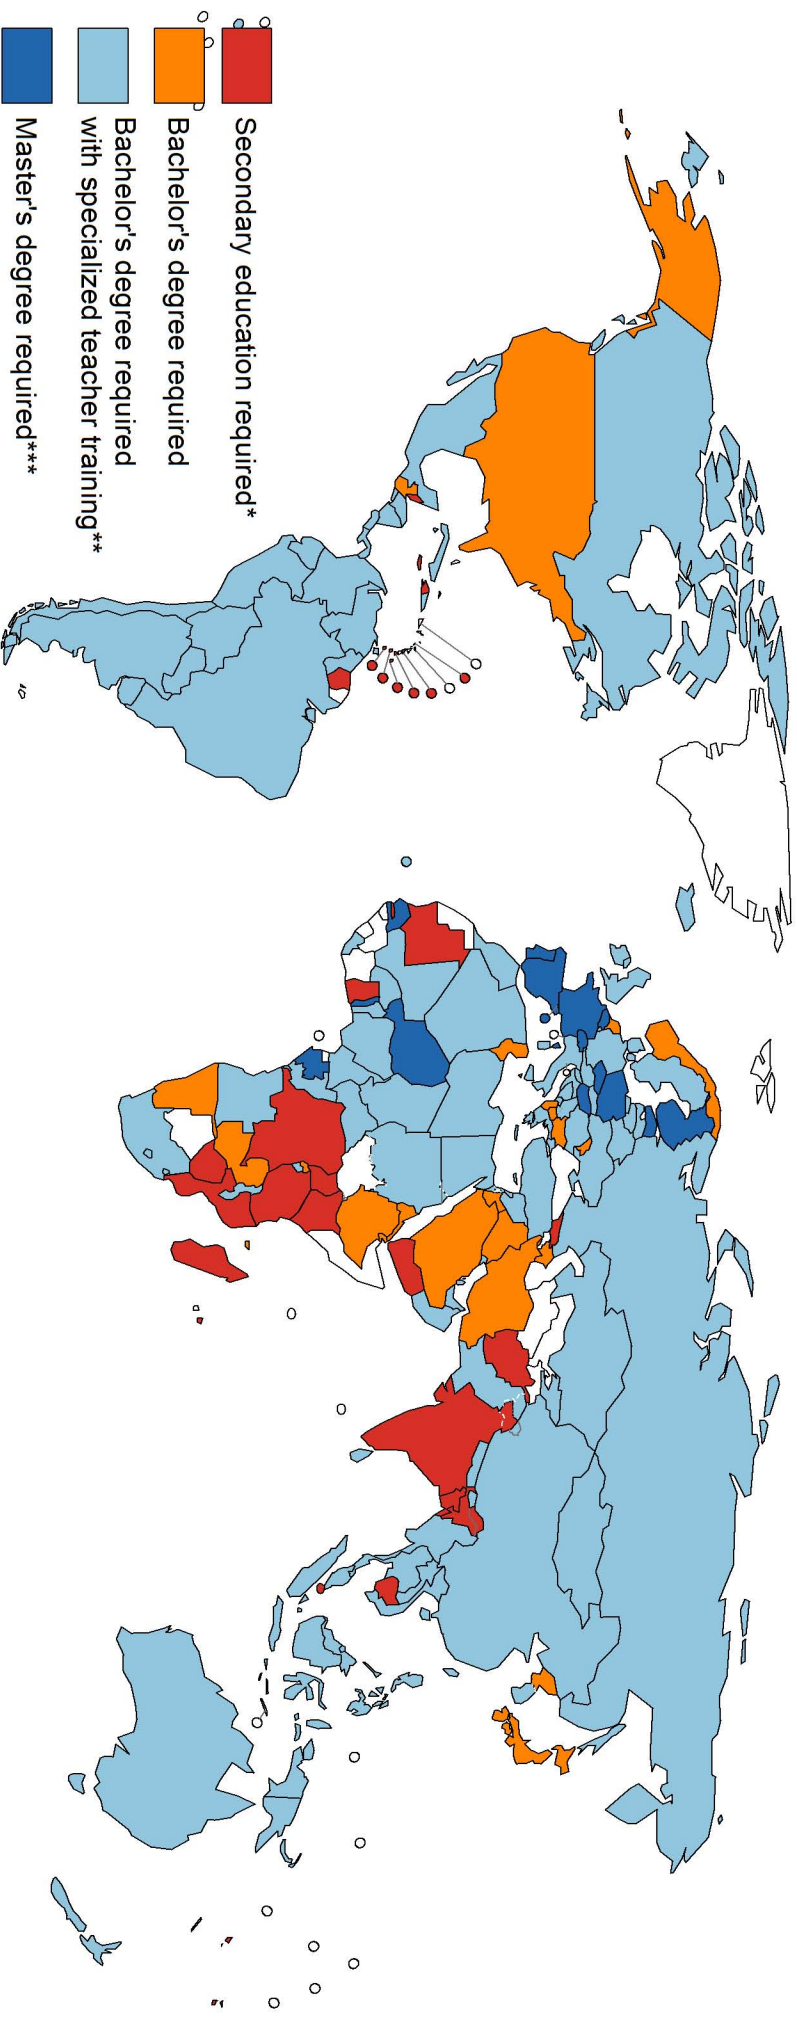 Secondary education required*
Bachelor's degree required
Bachelor's degree required
with specialized teacher training**
Master's degree required***